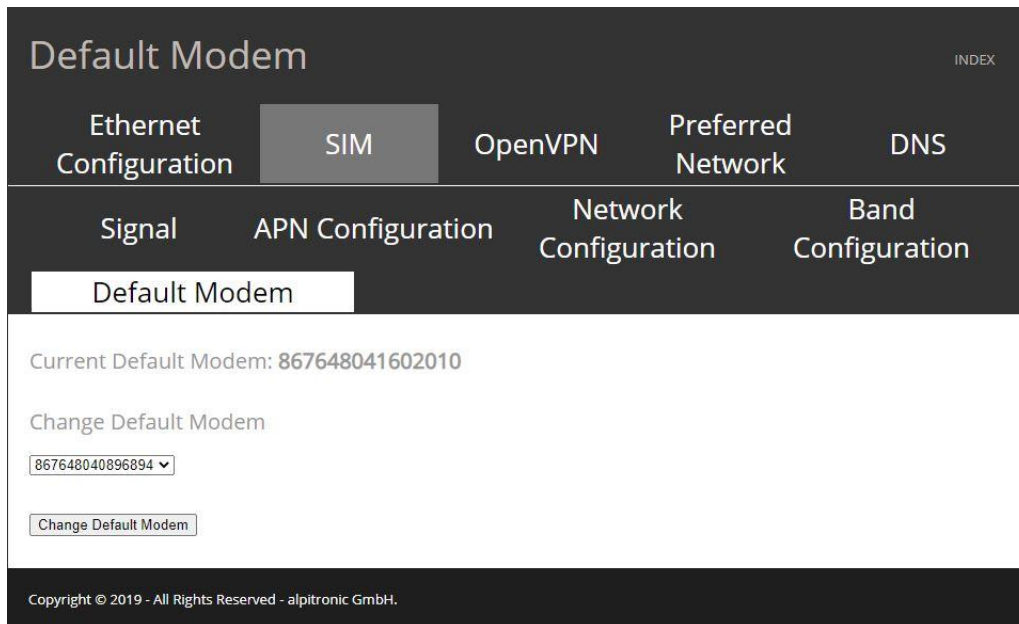 Default Modem
INDEX
Ethernet Configuration
SIM
OpenVPN
Preferred Network
DNS
Signal
APN Configuration
Network Configuration
Band Configuration
Default Modem
Current Default Modem: 867648041602010
Change Default Modem
867648040896894
Change Default Modem
Copyright © 2019 - All Rights Reserved - alpitronic GmbH.